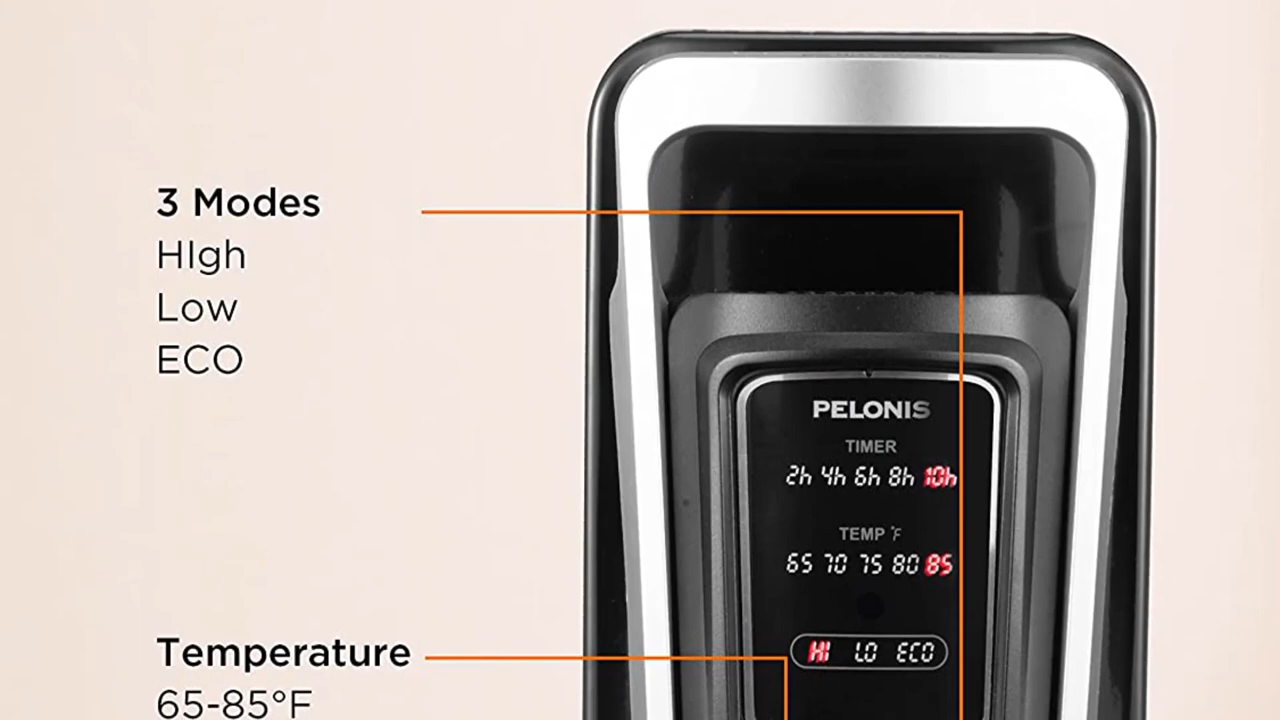 3 Modes
HIgh
Low
ECO
Temperature
65-85°F
PELONIS
TIMER
2h 4h 6h 8h 10h
TEMP °F
65 70 75 80 85
HI LO ECO